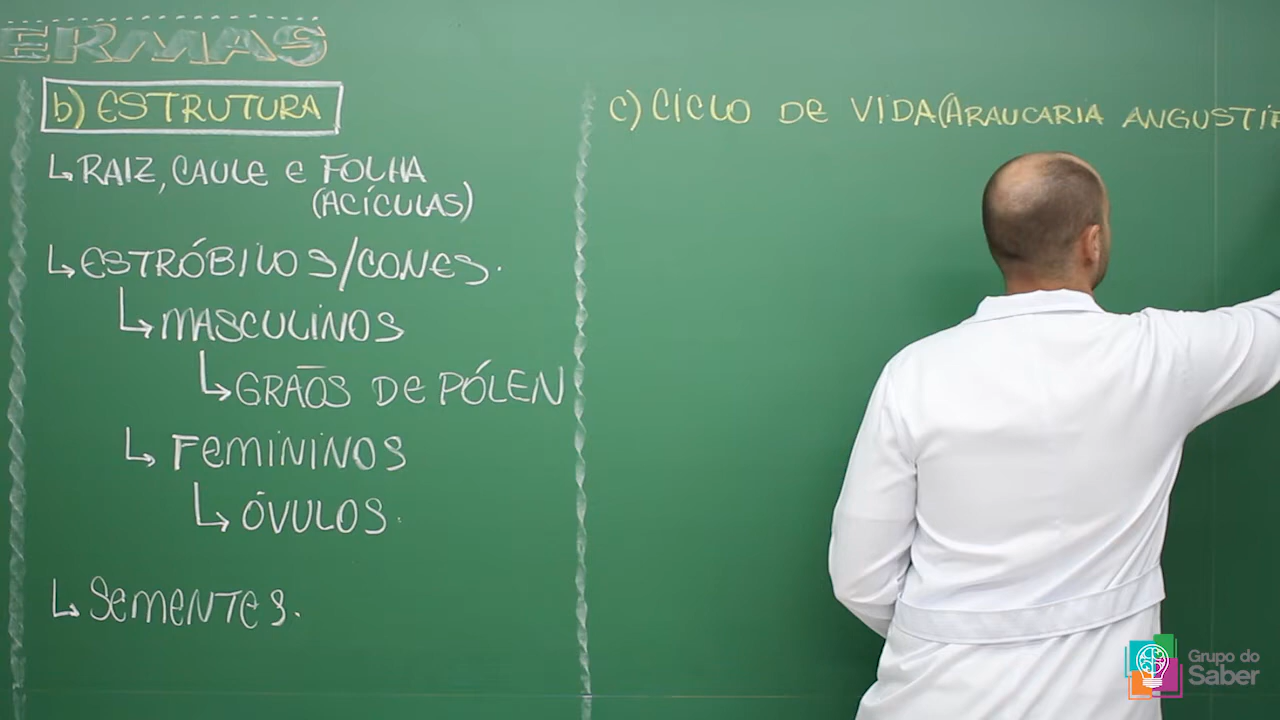 ERMAS
b) ESTRUTURA
↳ RAIZ, CAULE e FOLHA
(ACÍCULAS)
↳ ESTRÓBILOS/CONES.
↳ MASCULINOS
↳ GRÃOS DE PÓLEN
↳ FEMININOS
↳ ÓVULOS.
↳ SEMENTES.
c) CICLO DE VIDA (ARAUCARIA ANGUSTIF
Grupo do
Saber